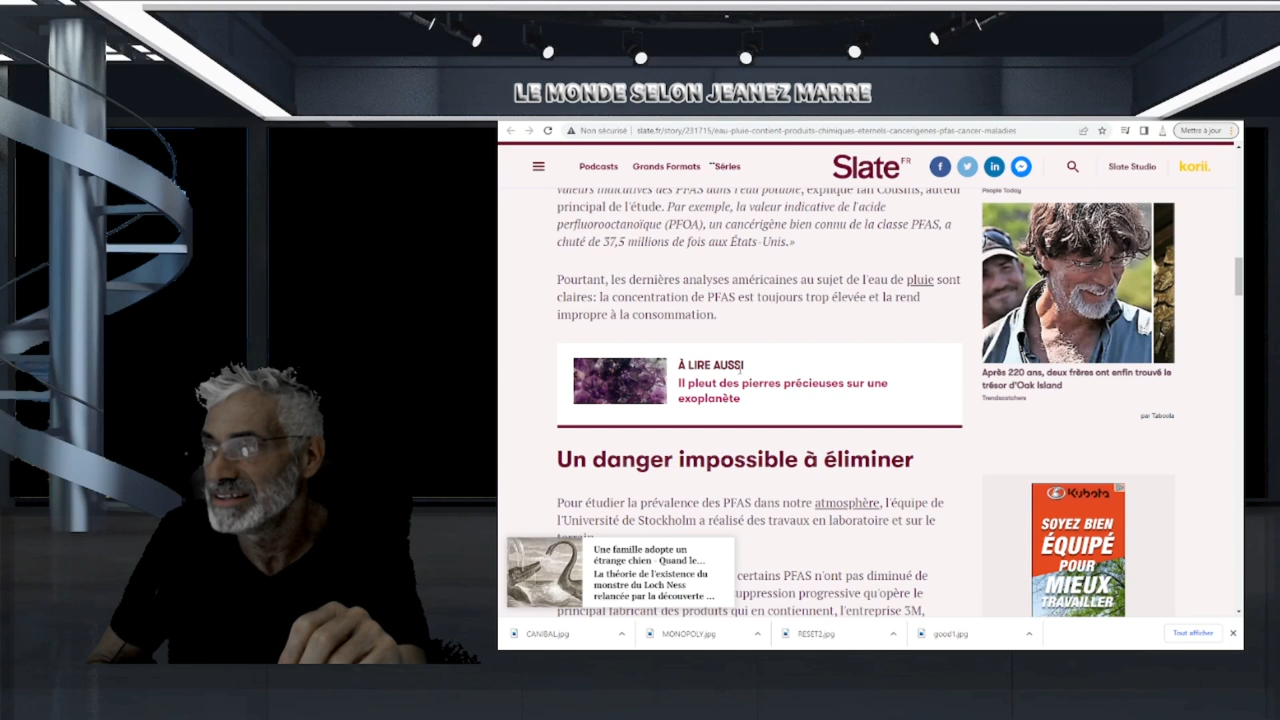 LE MONDE SELON JEANEZ MARRE
Non sécurisé | slate.fr/story/231715/eau-pluie-contient-produits-chimiques-eternels-cancerigenes-pfas-cancer-maladies
Mettre à jour
Podcasts Grands Formats Séries
Slate FR
Slate Studio
korii.
valeurs indicatives des PFAS dans l'eau potable, explique Ian Cousins, auteur
principal de l'étude. Par exemple, la valeur indicative de l'acide
perfluorooctanoïque (PFOA), un cancérigène bien connu de la classe PFAS, a
chuté de 37,5 millions de fois aux États-Unis.»
Pourtant, les dernières analyses américaines au sujet de l'eau de pluie sont
claires: la concentration de PFAS est toujours trop élevée et la rend
impropre à la consommation.
À LIRE AUSSI
Il pleut des pierres précieuses sur une
exoplanète
Un danger impossible à éliminer
Pour étudier la prévalence des PFAS dans notre atmosphère, l'équipe de
l'Université de Stockholm a réalisé des travaux en laboratoire et sur le
terrain.
certains PFAS n'ont pas diminué de
uppression progressive qu'opère le
principal fabricant des produits qui en contiennent, l'entreprise 3M,
Une famille adopte un
étrange chien - Quand le...
La théorie de l'existence du
monstre du Loch Ness
relancée par la découverte ...
People Today
Après 220 ans, deux frères ont enfin trouvé le
trésor d'Oak Island
Trendscatchers
par Taboola
Kubota
SOYEZ BIEN
ÉQUIPÉ
POUR
MIEUX
TRAVAILLER
CANIBAL.jpg
MONOPLY.jpg
RESET2.jpg
good1.jpg
Tout afficher